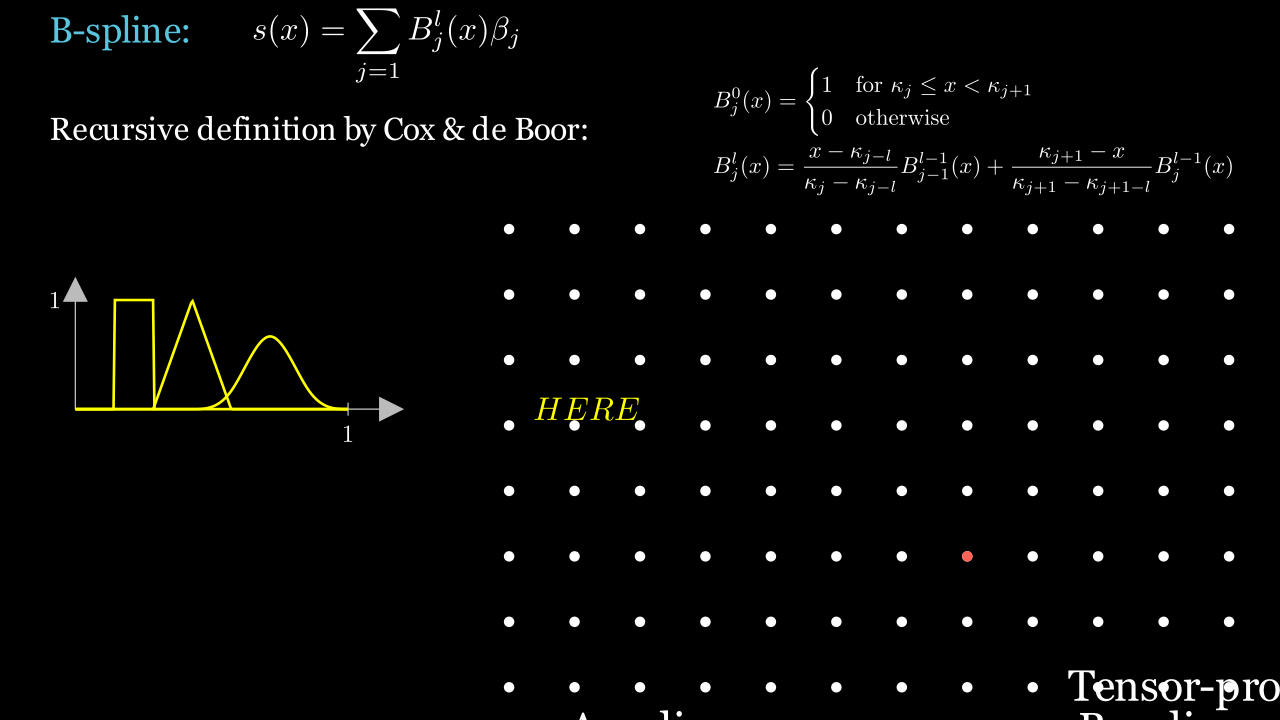 B-spline: $s(x) = \sum_{j=1} B_j^l(x)\beta_j$
$B_j^0(x) = \begin{cases} 1 & \text{for } \kappa_j \leq x < \kappa_{j+1} \\ 0 & \text{otherwise} \end{cases}$
Recursive definition by Cox & de Boor:
$B_j^l(x) = \frac{x - \kappa_{j-l}}{\kappa_j - \kappa_{j-l}} B_{j-1}^{l-1}(x) + \frac{\kappa_{j+1} - x}{\kappa_{j+1} - \kappa_{j+1-l}} B_j^{l-1}(x)$
1
HERE
1
Tensor-pro